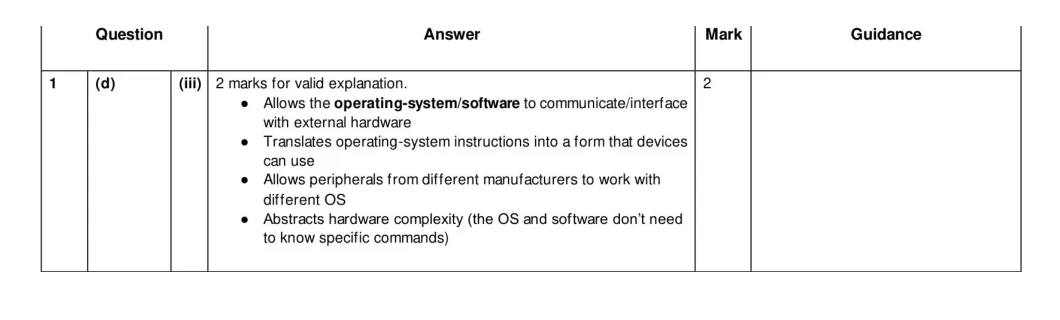 Question Answer Mark Guidance
1 (d) (iii) 2 marks for valid explanation. 2
● Allows the operating-system/software to communicate/interface
with external hardware
● Translates operating-system instructions into a form that devices
can use
● Allows peripherals from different manufacturers to work with
different OS
● Abstracts hardware complexity (the OS and software don't need
to know specific commands)